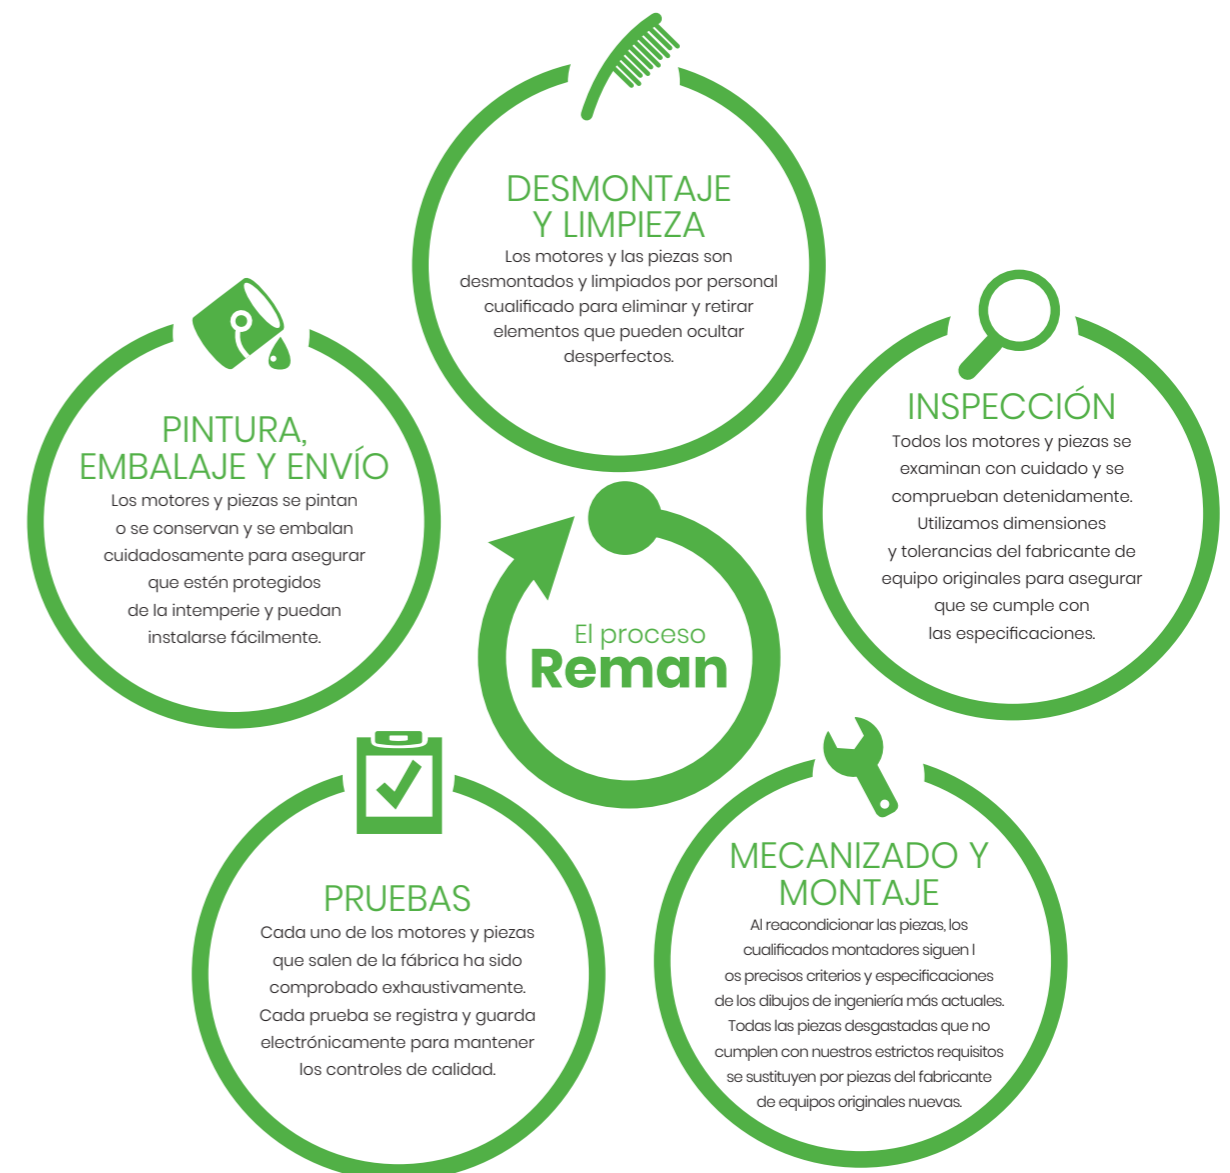 DESMONTAJE
Y LIMPIEZA
Los motores y las piezas son
desmontados y limpiados por personal
cualificado para eliminar y retirar
elementos que pueden ocultar
desperfectos.
INSPECCIÓN
Todos los motores y piezas se
examinan con cuidado y se
comprueban detenidamente.
Utilizamos dimensiones
y tolerancias del fabricante de
equipo originales para asegurar
que se cumple con
las especificaciones.
MECANIZADO Y
MONTAJE
Al reacondicionar las piezas, los
cualificados montadores siguen l
os precisos criterios y especificaciones
de los dibujos de ingeniería más actuales.
Todas las piezas desgastadas que no
cumplen con nuestros estrictos requisitos
se sustituyen por piezas del fabricante
de equipos originales nuevas.
PRUEBAS
Cada uno de los motores y piezas
que salen de la fábrica ha sido
comprobado exhaustivamente.
Cada prueba se registra y guarda
electrónicamente para mantener
los controles de calidad.
PINTURA,
EMBALAJE Y ENVÍO
Los motores y piezas se pintan
o se conservan y se embalan
cuidadosamente para asegurar
que estén protegidos
de la intemperie y puedan
instalarse fácilmente.
El proceso
Reman